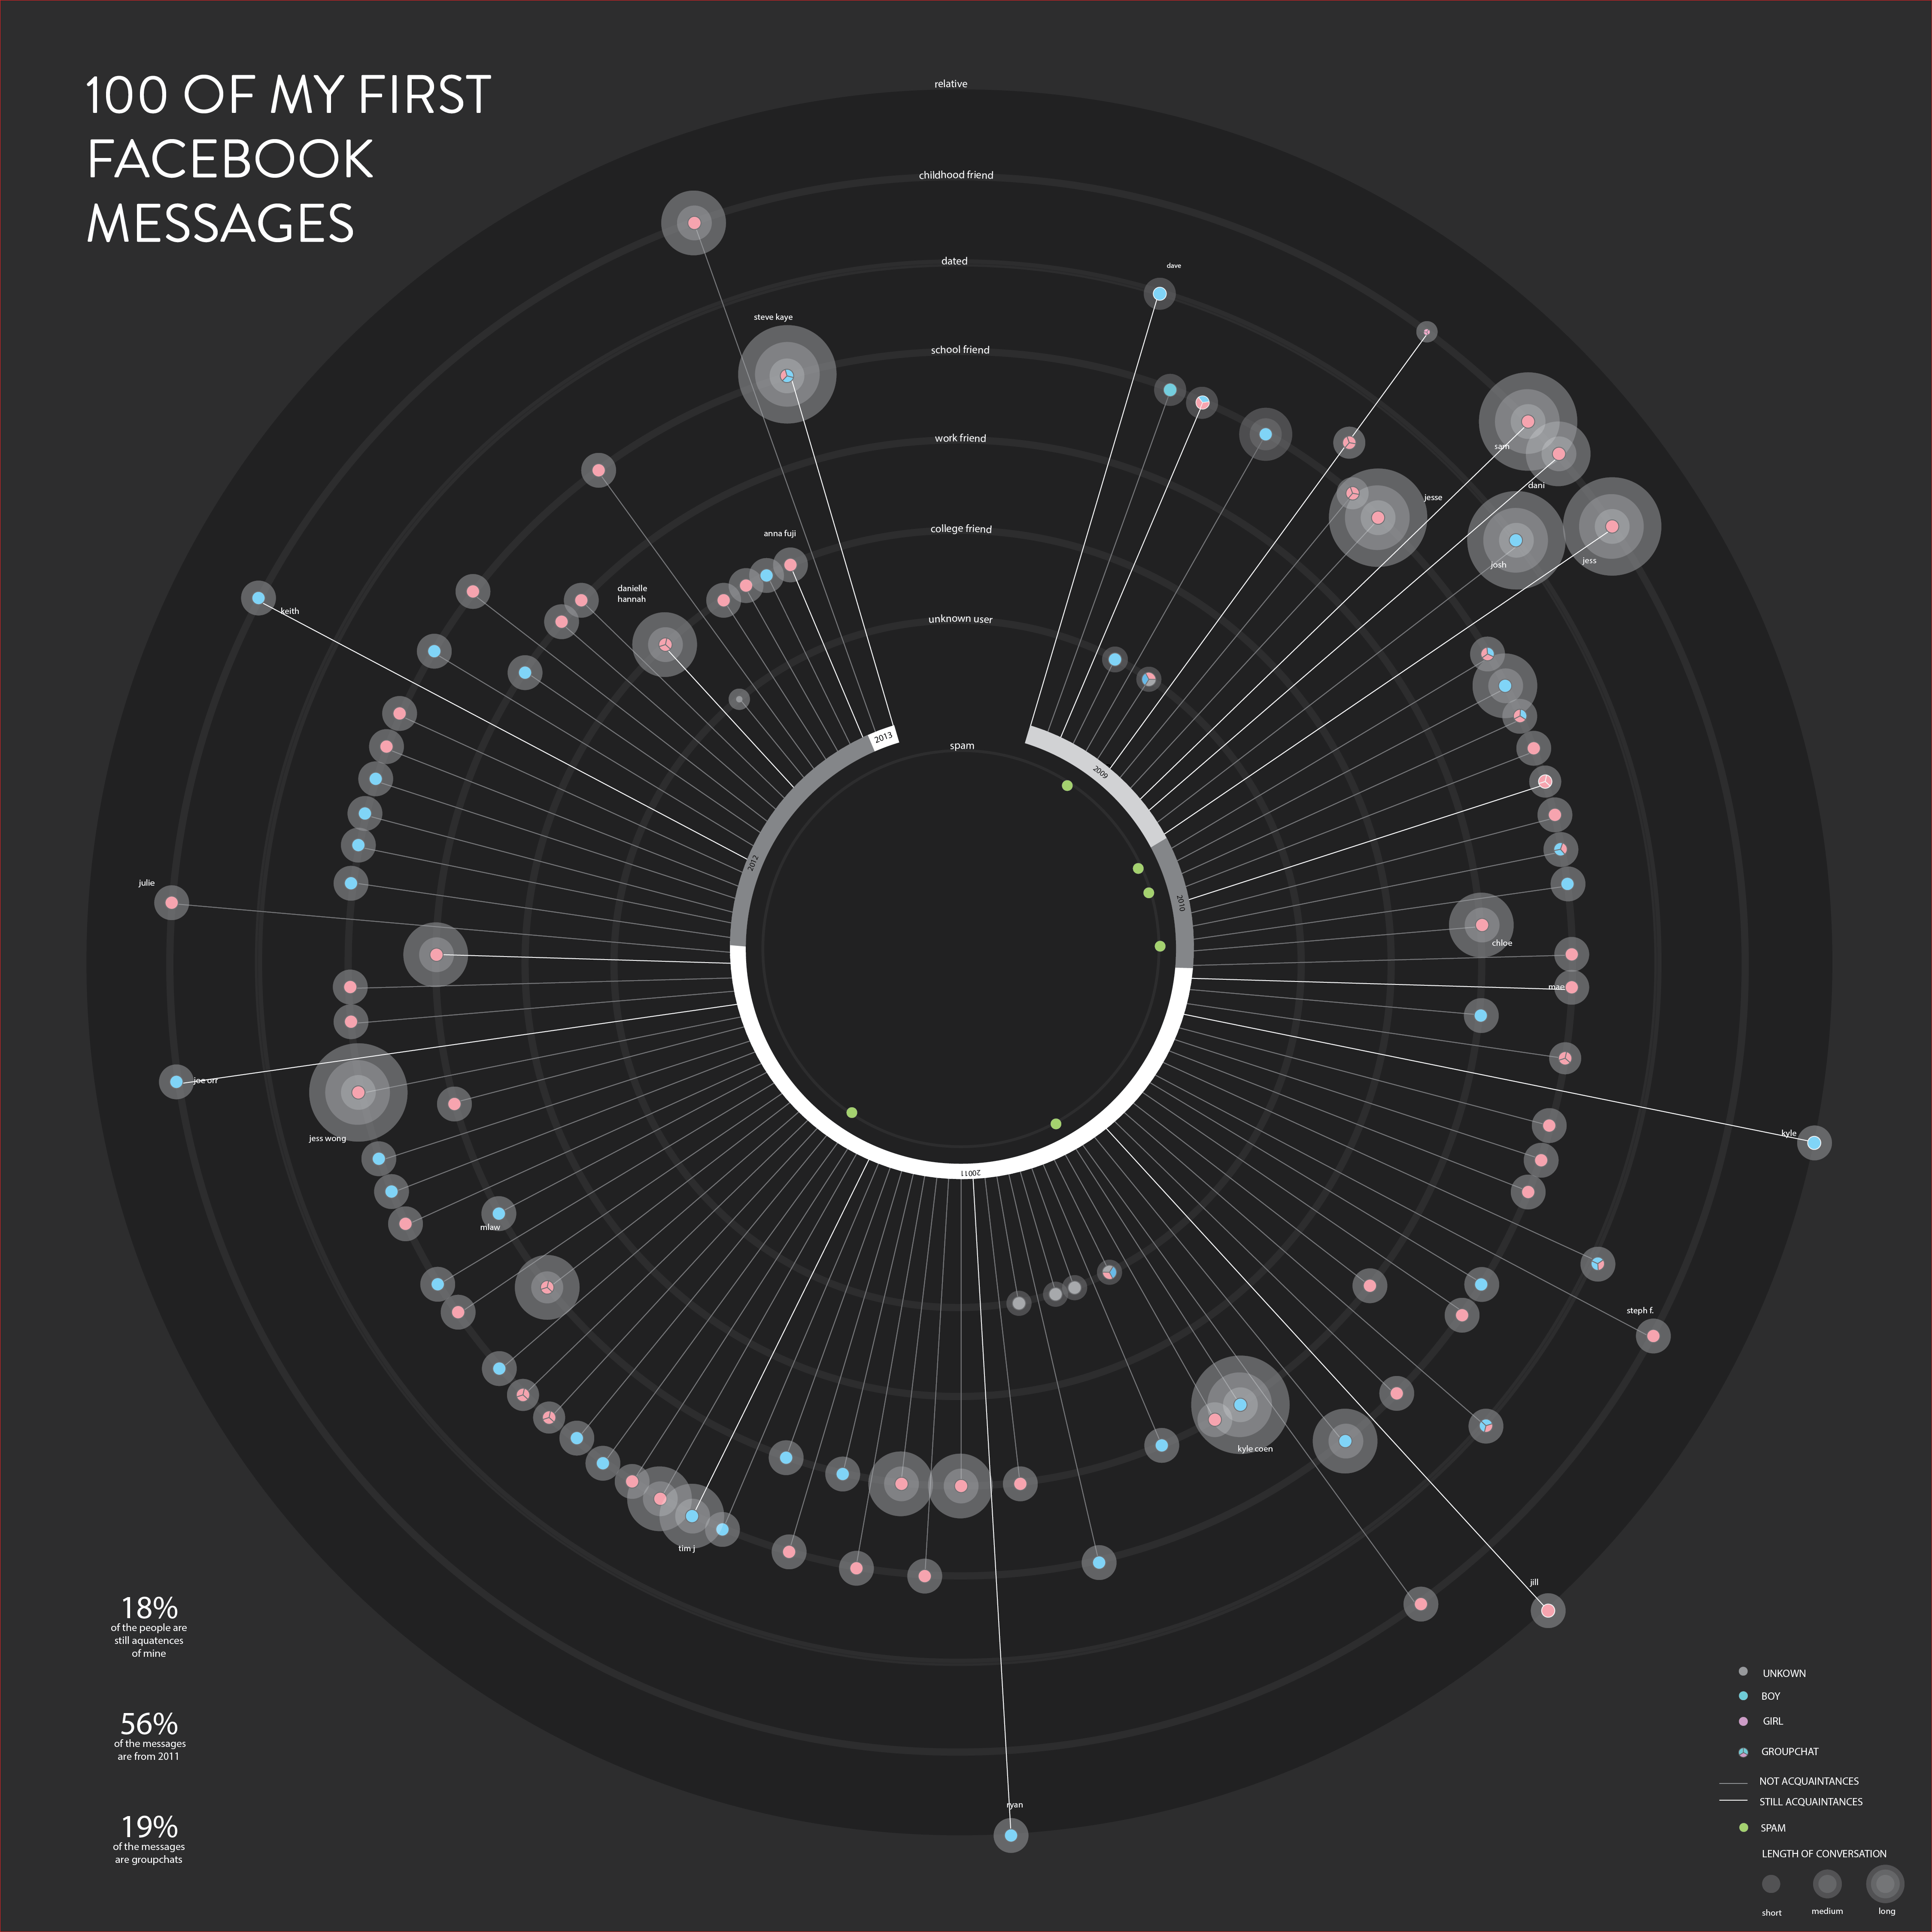 100 OF MY FIRST
FACEBOOK
MESSAGES
relative
childhood friend
dated
school friend
work friend
college friend
unknown user
spam
dave
steve kaye
sam
dani
jesse
josh
jess
anna fuji
danielle
hannah
keith
julie
chloe
mae
kyle
joe orr
jess wong
mlaw
tim j
kyle coen
steph f.
jill
ryan
2009
2010
20011
2012
2013
18%
of the people are
still aquatences
of mine
56%
of the messages
are from 2011
19%
of the messages
are groupchats
UNKOWN
BOY
GIRL
GROUPCHAT
NOT ACQUAINTANCES
STILL ACQUAINTANCES
SPAM
LENGTH OF CONVERSATION
short
medium
long